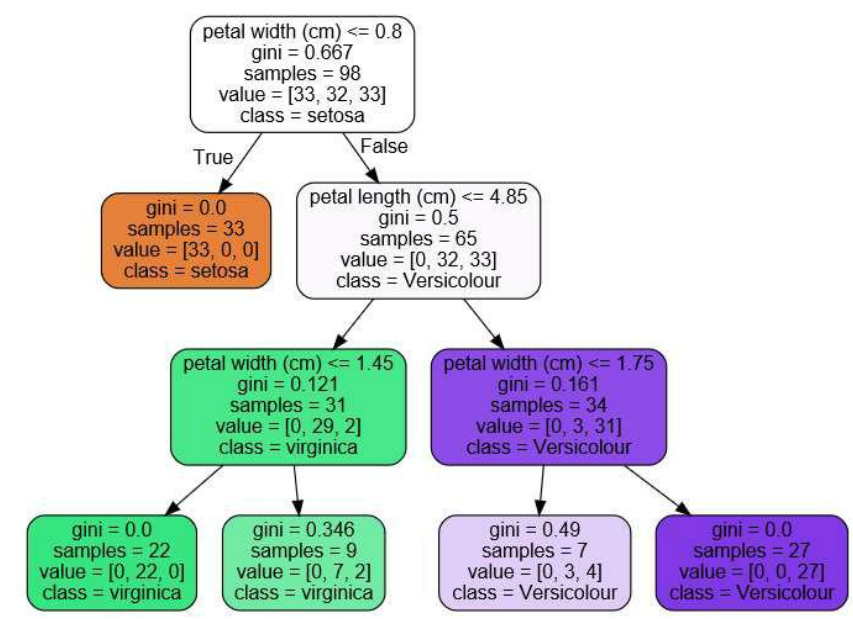 petal width (cm) <= 0.8
gini = 0.667
samples = 98
value = [33, 32, 33]
class = setosa
True
False
gini = 0.0
samples = 33
value = [33, 0, 0]
class = setosa
petal length (cm) <= 4.85
gini = 0.5
samples = 65
value = [0, 32, 33]
class = Versicolour
petal width (cm) <= 1.45
gini = 0.121
samples = 31
value = [0, 29, 2]
class = virginica
petal width (cm) <= 1.75
gini = 0.161
samples = 34
value = [0, 3, 31]
class = Versicolour
gini = 0.0
samples = 22
value = [0, 22, 0]
class = virginica
gini = 0.346
samples = 9
value = [0, 7, 2]
class = virginica
gini = 0.49
samples = 7
value = [0, 3, 4]
class = Versicolour
gini = 0.0
samples = 27
value = [0, 0, 27]
class = Versicolour